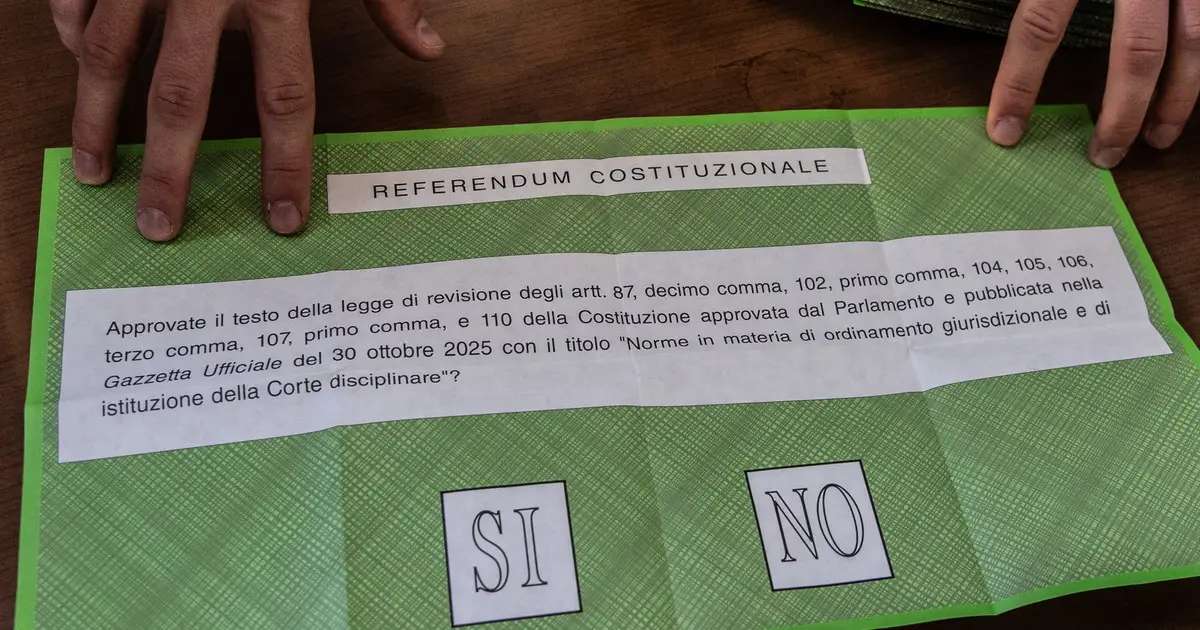 REFERENDUM COSTITUZIONALE
Approvate il testo della legge di revisione degli artt. 87, decimo comma, 102, primo comma, 104, 105, 106,
terzo comma, 107, primo comma, e 110 della Costituzione approvata dal Parlamento e pubblicata nella
Gazzetta Ufficiale del 30 ottobre 2025 con il titolo "Norme in materia di ordinamento giurisdizionale e di
istituzione della Corte disciplinare"?
SI NO